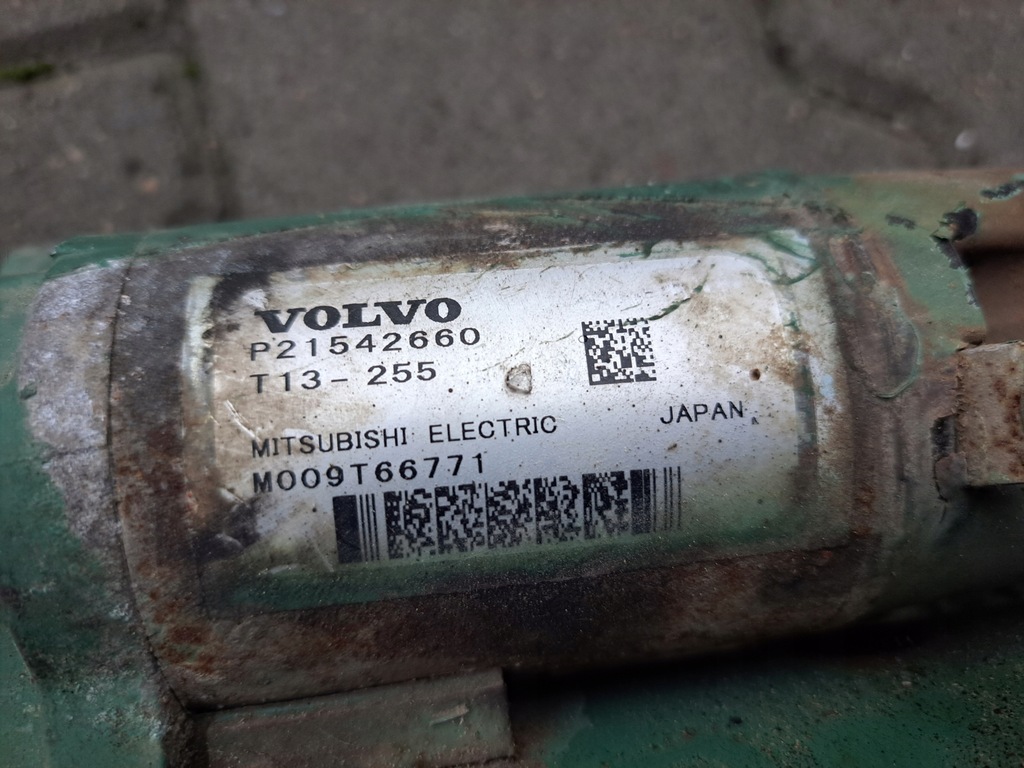 VOLVO
P21542660
T13-255
MITSUBISHI ELECTRIC JAPAN
M009T66771